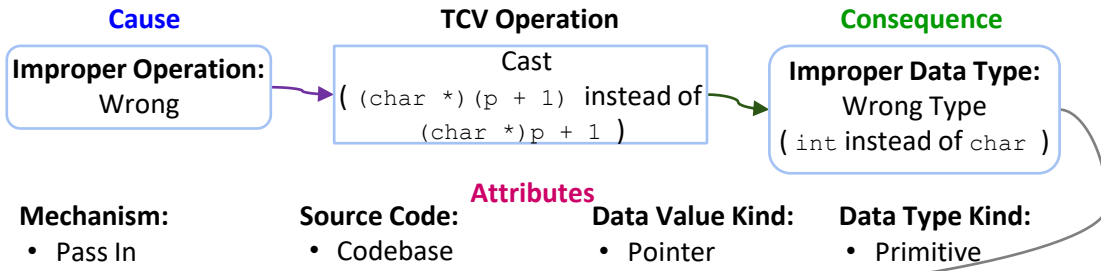 Cause
TCV Operation
Consequence
Improper Operation:
Wrong
Cast
( (char *)(p + 1) instead of
(char *)p + 1 )
Improper Data Type:
Wrong Type
( int instead of char )
Attributes
Mechanism:
• Pass In
Source Code:
• Codebase
Data Value Kind:
• Pointer
Data Type Kind:
• Primitive